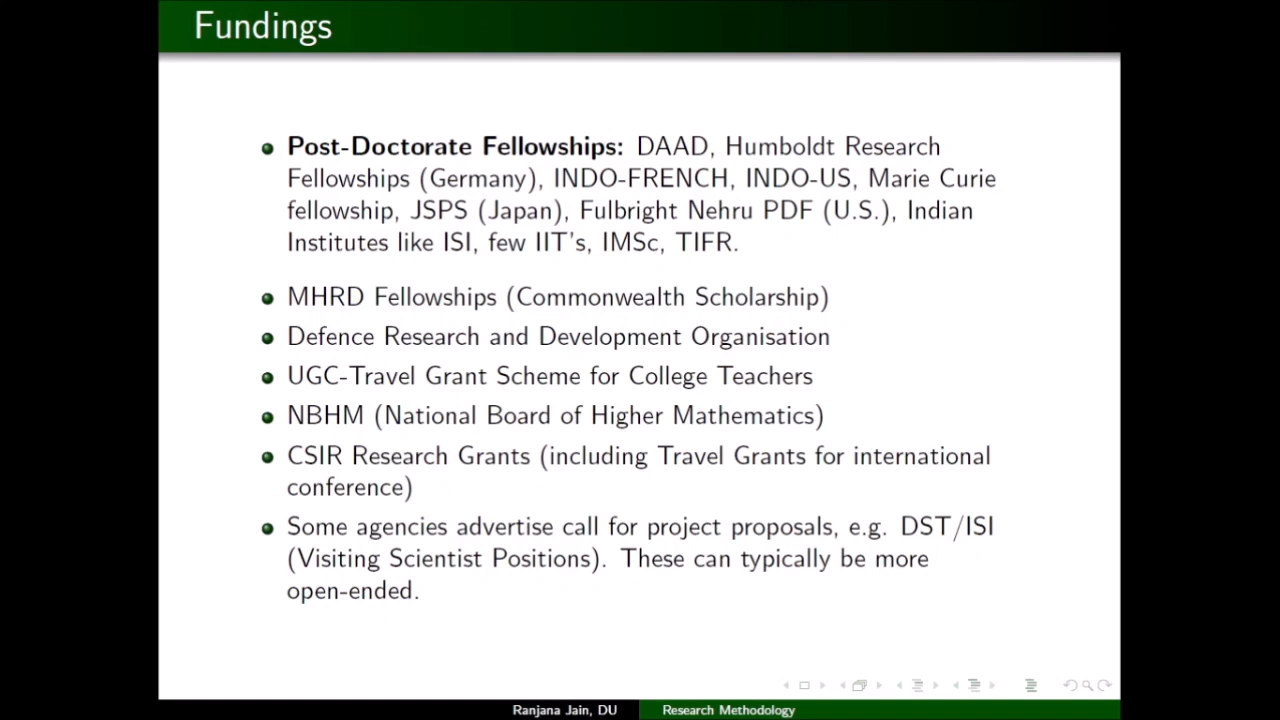 Fundings
Post-Doctorate Fellowships: DAAD, Humboldt Research
Fellowships (Germany), INDO-FRENCH, INDO-US, Marie Curie
fellowship, JSPS (Japan), Fulbright Nehru PDF (U.S.), Indian
Institutes like ISI, few IIT's, IMSc, TIFR.
MHRD Fellowships (Commonwealth Scholarship)
Defence Research and Development Organisation
UGC-Travel Grant Scheme for College Teachers
NBHM (National Board of Higher Mathematics)
CSIR Research Grants (including Travel Grants for international
conference)
Some agencies advertise call for project proposals, e.g. DST/ISI
(Visiting Scientist Positions). These can typically be more
open-ended.
Ranjana Jain, DU Research Methodology